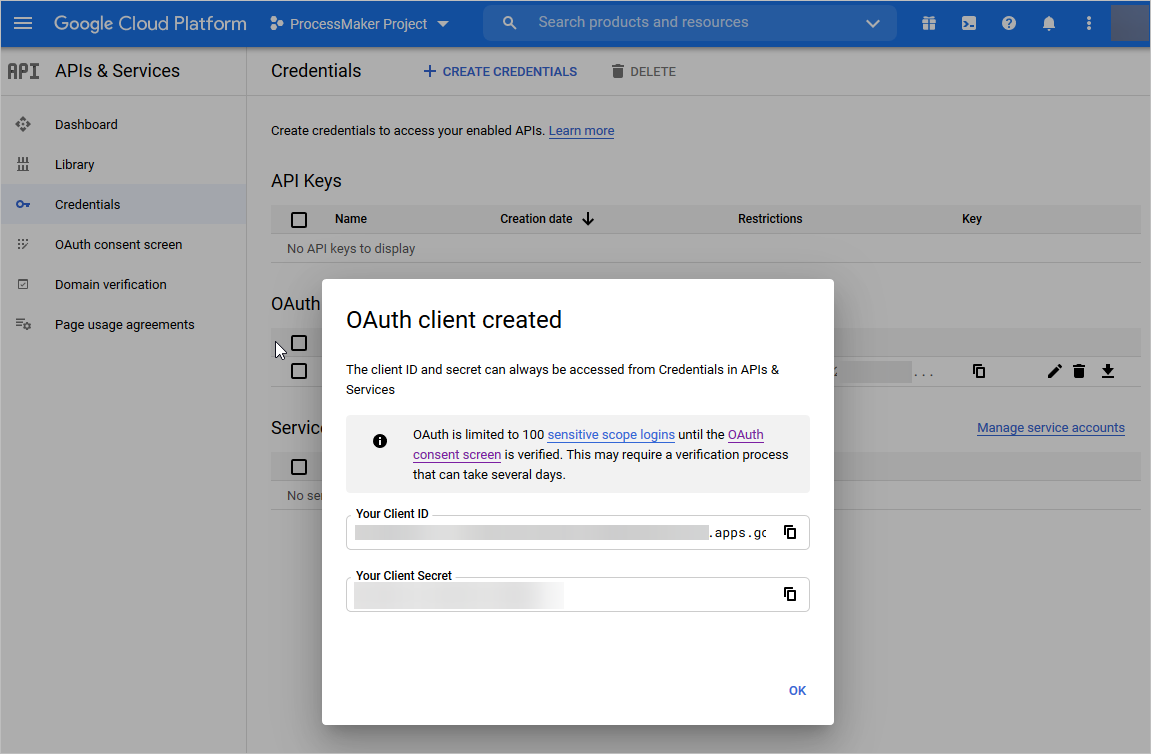 Google Cloud Platform
ProcessMaker Project
Search products and resources
API
APIs & Services
Credentials
CREATE CREDENTIALS
DELETE
Dashboard
Library
Credentials
OAuth consent screen
Domain verification
Page usage agreements
Create credentials to access your enabled APIs. Learn more
API Keys
Name
Creation date
Restrictions
Key
No API keys to display
OAuth
...
Manage service accounts
OAuth client created
The client ID and secret can always be accessed from Credentials in APIs &
Services
OAuth is limited to 100 sensitive scope logins until the OAuth
consent screen is verified. This may require a verification process
that can take several days.
Your Client ID
.apps.gc
Your Client Secret
OK